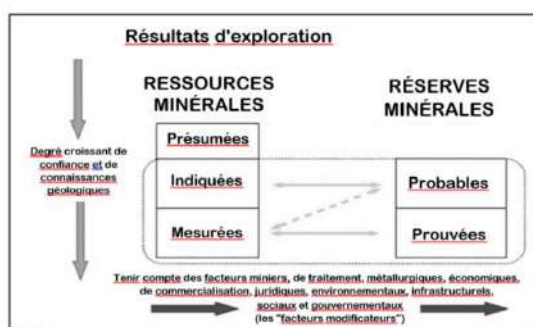 Résultats d'exploration
RESSOURCES
MINÉRALES
RÉSERVES
MINÉRALES
Degré croissant de
confiance et de
connaissances
géologiques
Présumées
Indiquées
Mesurées
Probables
Prouvées
Tenir compte des facteurs miniers, de traitement, métallurgiques, économiques,
de commercialisation, juridiques, environnementaux, infrastructurels,
sociaux et gouvernementaux
(les "facteurs modificateurs")